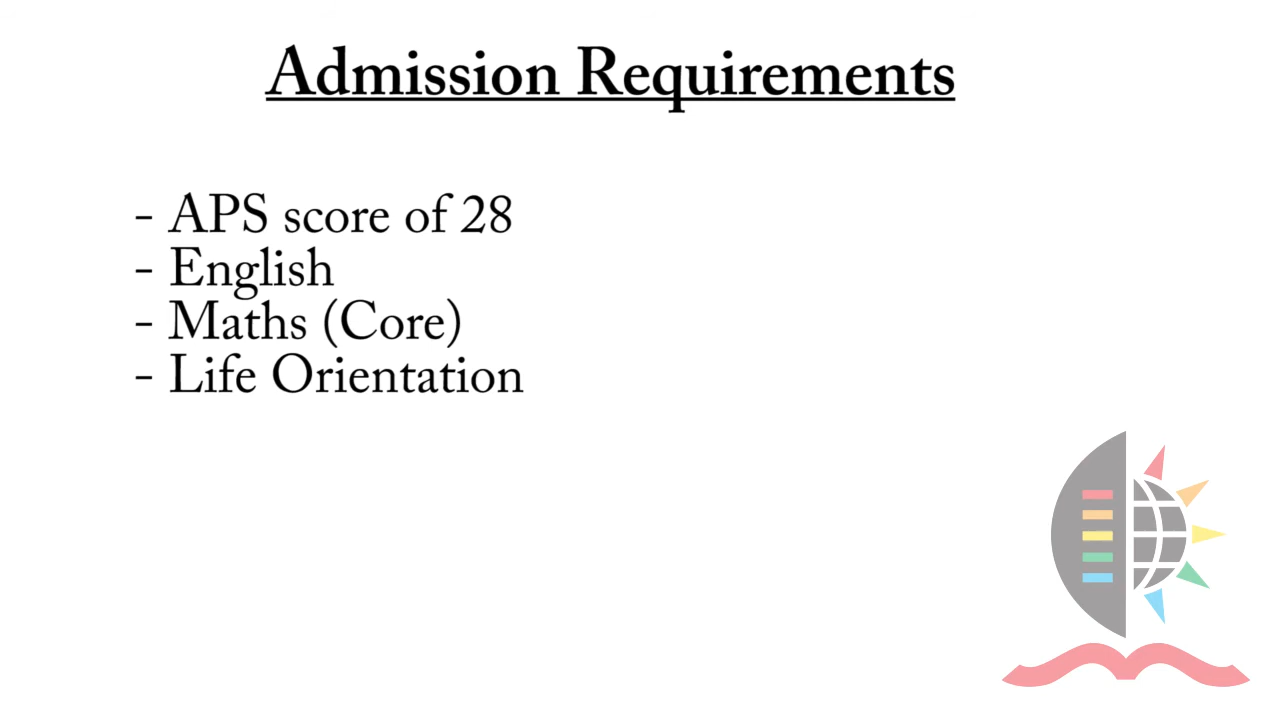 Admission Requirements
- APS score of 28
- English
- Maths (Core)
- Life Orientation